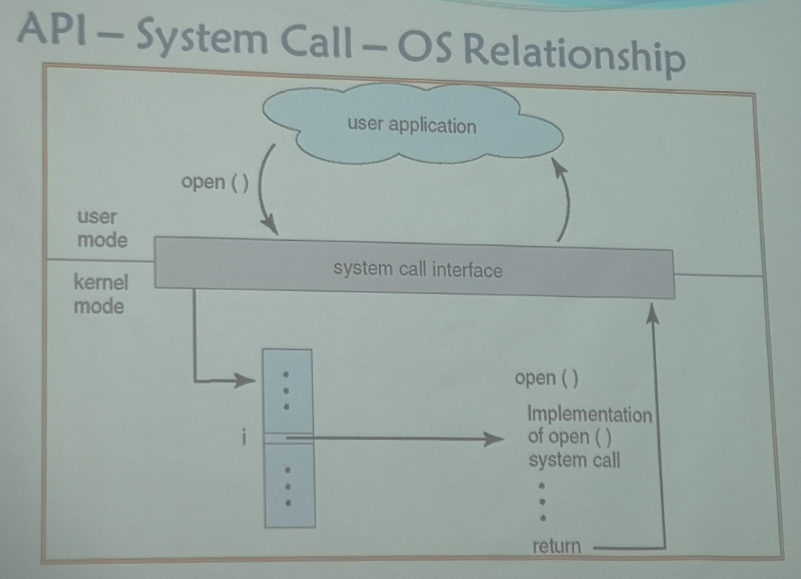 API – System Call – OS Relationship
user application
open ( )
user
mode
system call interface
kernel
mode
open ( )
Implementation
i
of open ( )
system call
return